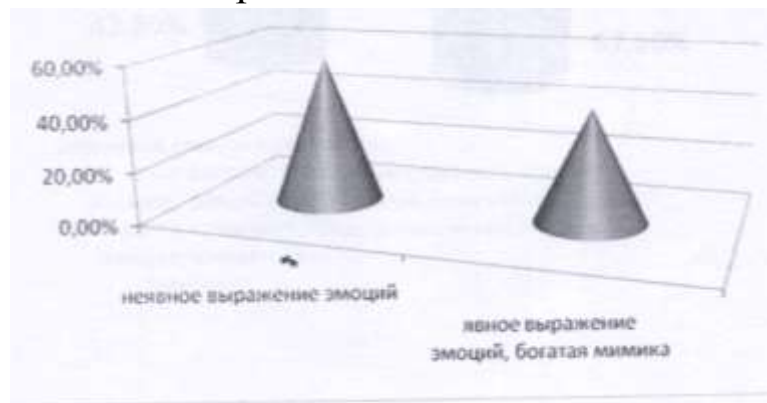 60,00%
40,00%
20,00%
0,00%
неявное выражение эмоций
явное выражение
эмоций, богатая мимика